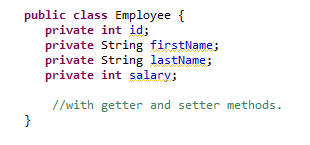 public class Employee {
private int id;
private String firstName;
private String lastName;
private int salary;
//with getter and setter methods.
}